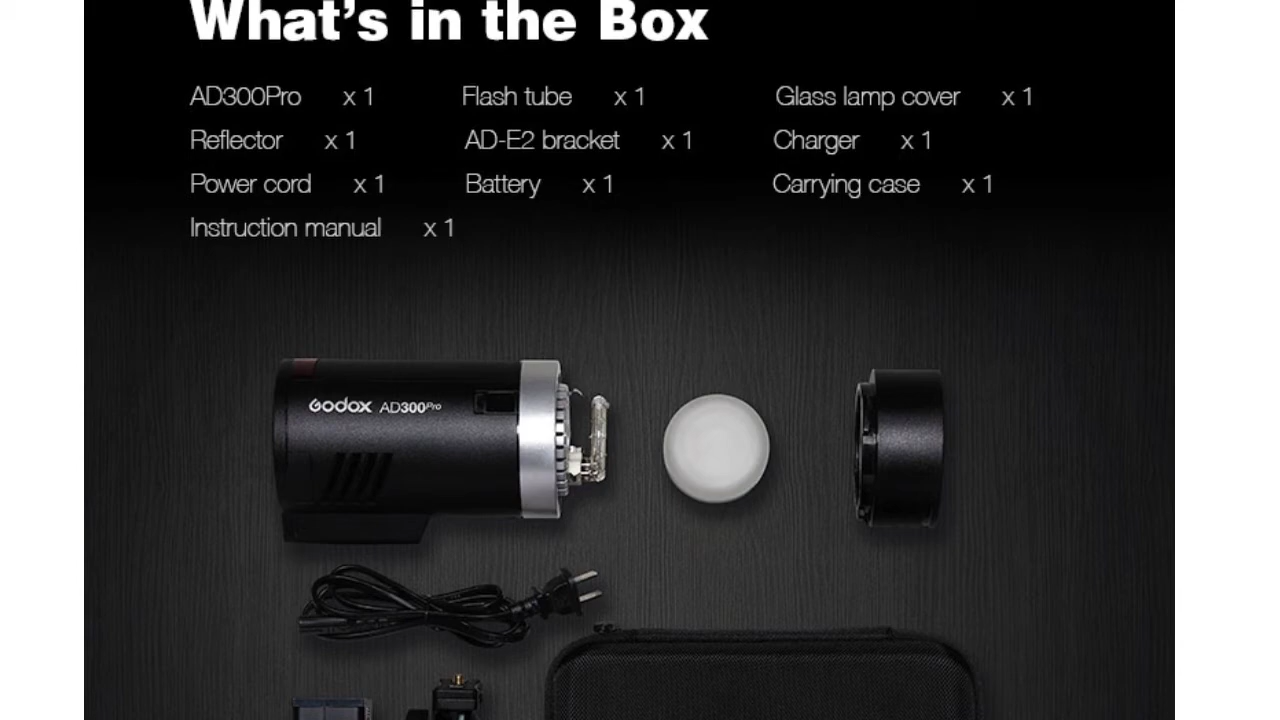 What's in the Box
AD300Pro x 1 Flash tube x 1 Glass lamp cover x 1
Reflector x 1 AD-E2 bracket x 1 Charger x 1
Power cord x 1 Battery x 1 Carrying case x 1
Instruction manual x 1
Godox AD300Pro